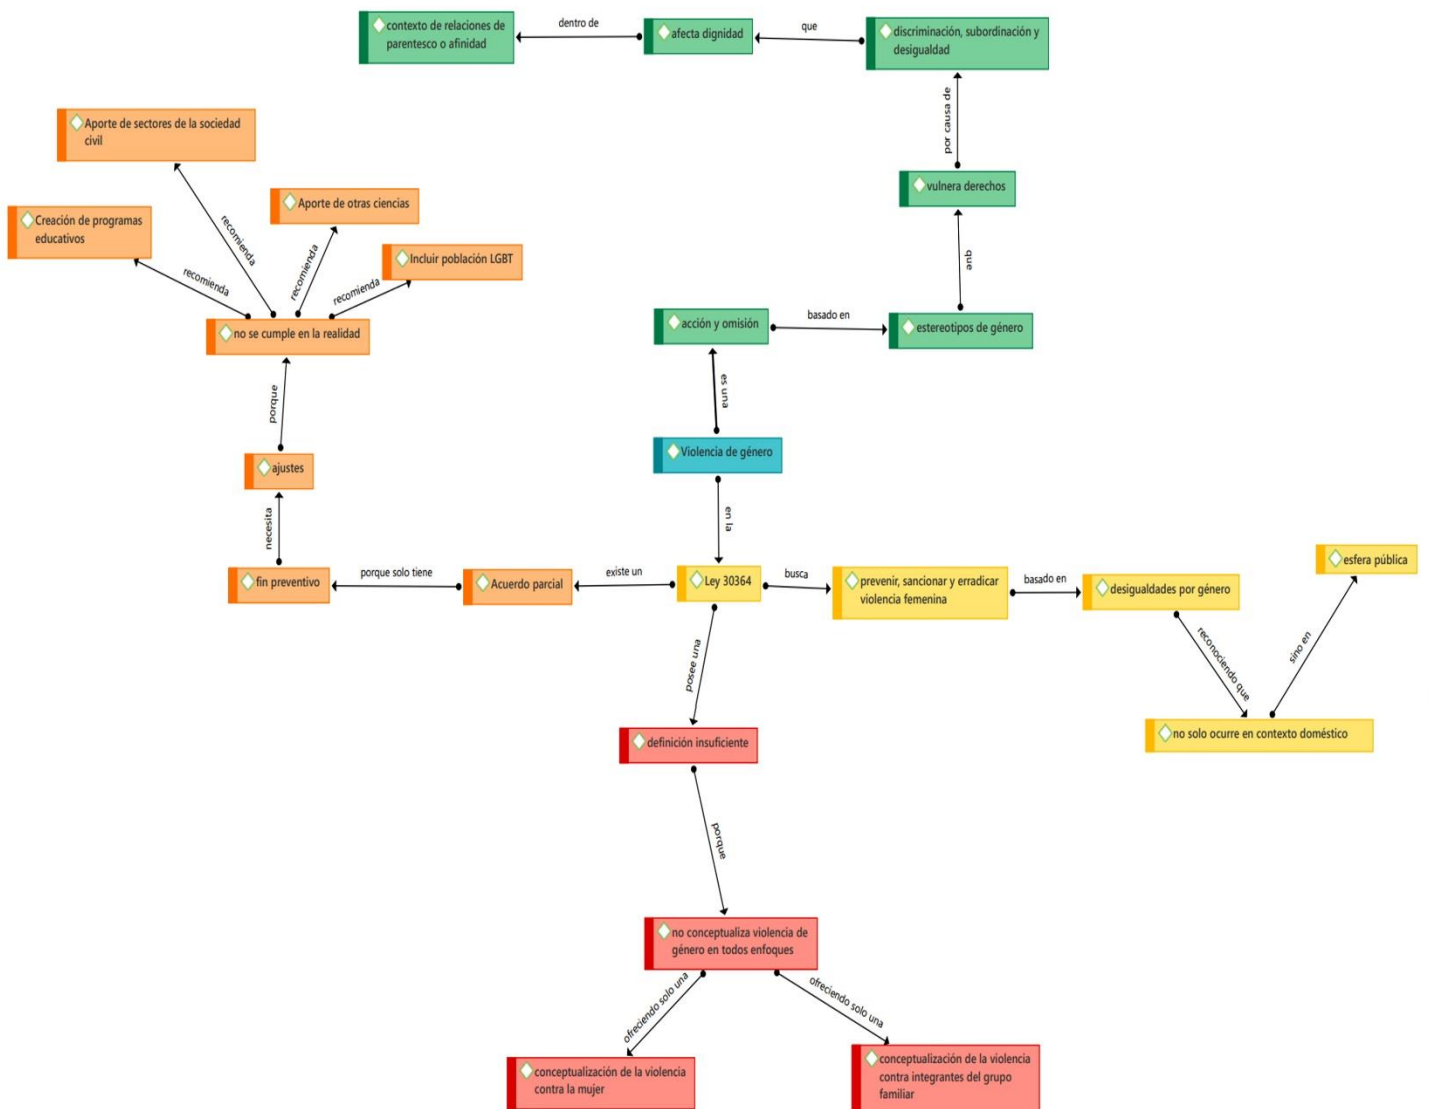 contexto de relaciones de
parentesco o afinidad
dentro de
afecta dignidad
que
discriminación, subordinación y
desigualdad
por causa de
Aporte de sectores de la sociedad
civil
vulnera derechos
Creación de programas
educativos
Aporte de otras ciencias
Incluir población LGBT
recomienda
recomienda
recomienda
recomienda
que
no se cumple en la realidad
acción y omisión
basado en
estereotipos de género
porque
es una
Violencia de género
ajustes
necesita
en la
fin preventivo
porque solo tiene
Acuerdo parcial
existe un
Ley 30364
busca
prevenir, sancionar y erradicar
violencia femenina
basado en
desigualdades por género
esfera pública
reconociendo que
sino en
no solo ocurre en contexto doméstico
posee una
definición insuficiente
porque
no conceptualiza violencia de
género en todos enfoques
ofreciendo solo una
ofreciendo solo una
conceptualización de la violencia
contra la mujer
conceptualización de la violencia
contra integrantes del grupo
familiar